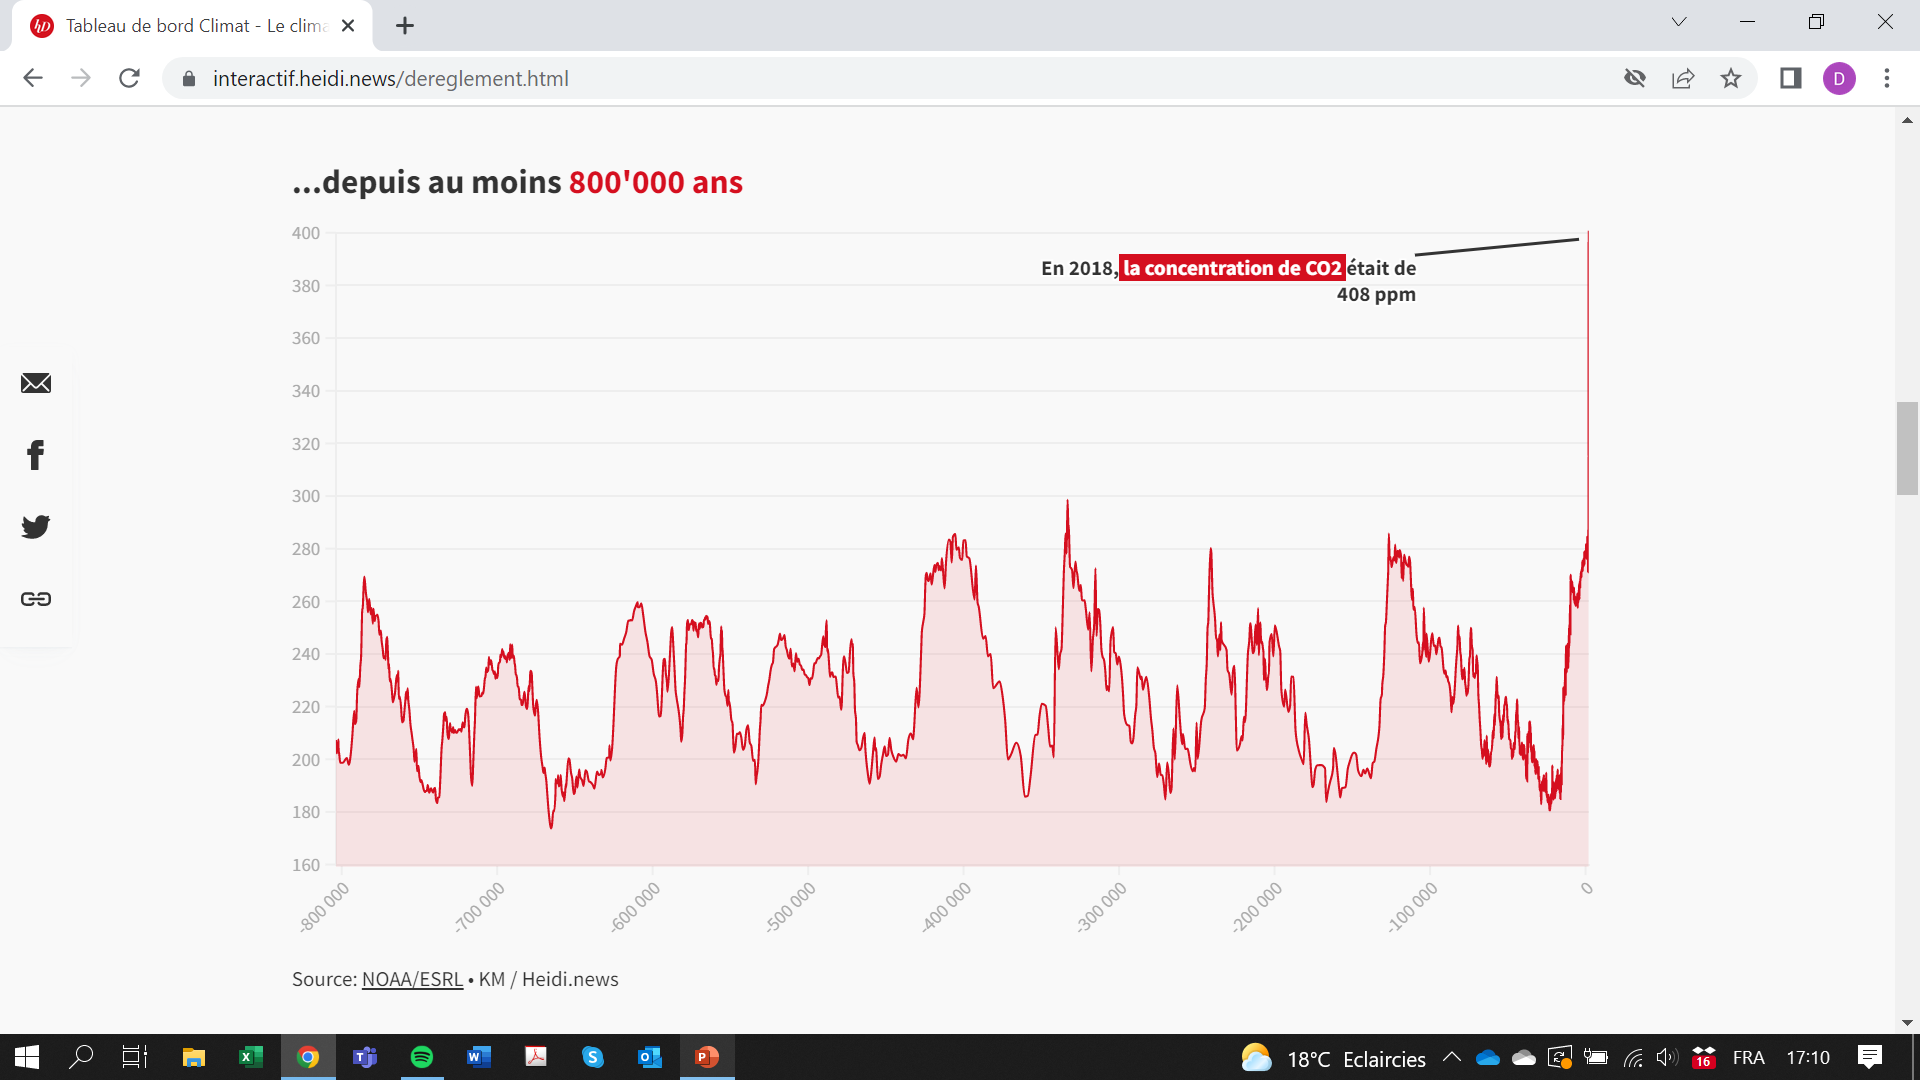 Tableau de bord Climat - Le clima
interactif.heidi.news/dereglement.html
D
...depuis au moins 800'000 ans
400
En 2018, la concentration de CO2 était de
408 ppm
380
360
340
320
300
280
260
240
220
200
180
160
-800 000
-700 000
-600 000
-500 000
-400 000
-300 000
-200 000
-100 000
0
Source: NOAA/ESRL • KM / Heidi.news
18°C Eclaircies
16
FRA
17:10